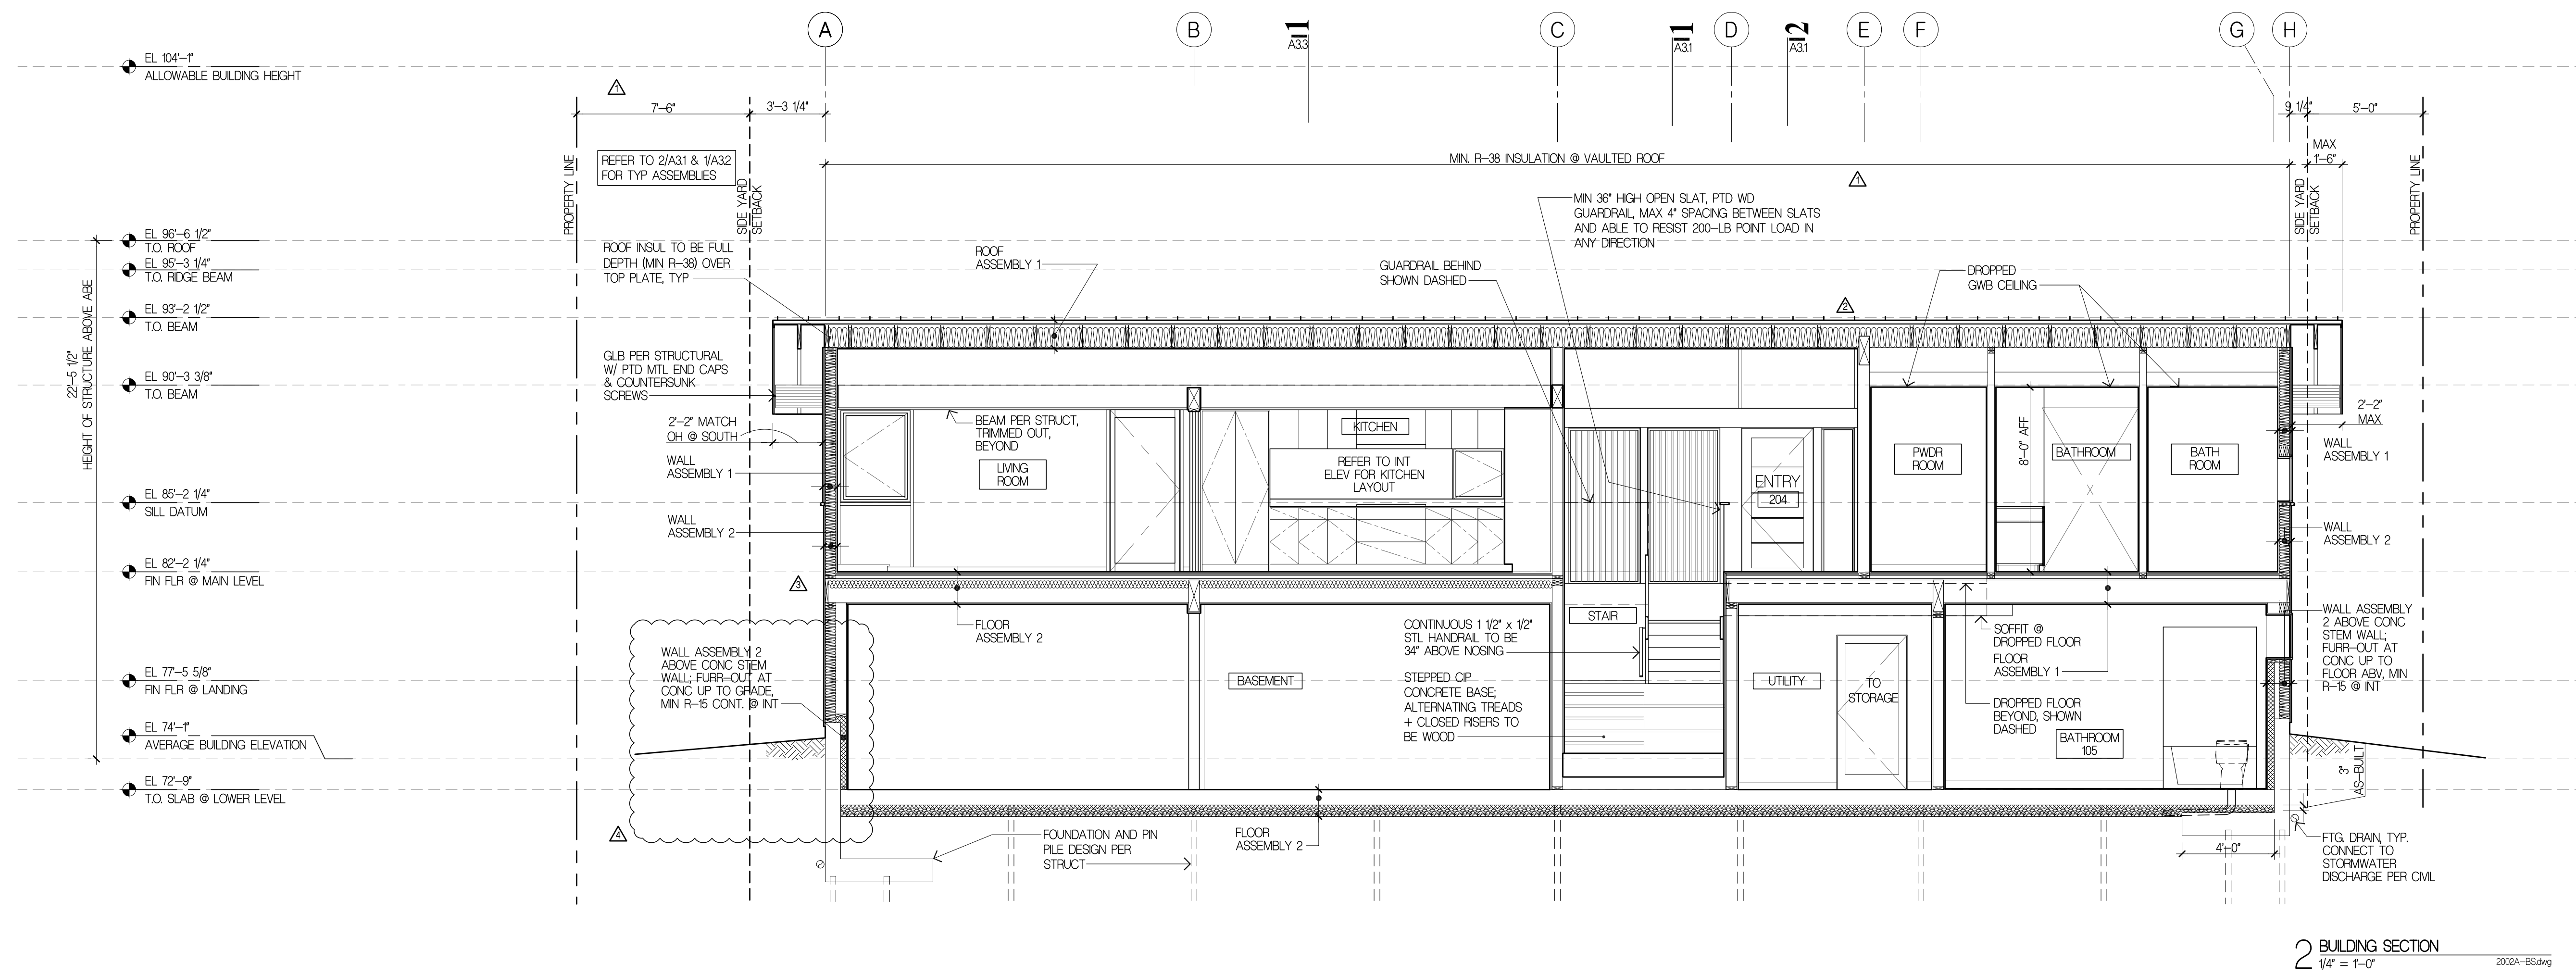 A
B
1
A3.3
C
1
A3.1
D
2
A3.1
E
F
G
H
EL 104'-1"
ALLOWABLE BUILDING HEIGHT
1
7'-6"
3'-3 1/4"
9 1/4"
5'-0"
MAX
1'-6"
PROPERTY LINE
SIDE YARD
SETBACK
REFER TO 2/A3.1 & 1/A3.2
FOR TYP ASSEMBLIES
MIN. R-38 INSULATION @ VAULTED ROOF
1
SIDE YARD
SETBACK
PROPERTY LINE
MIN 36" HIGH OPEN SLAT, PTD WD
GUARDRAIL, MAX 4" SPACING BETWEEN SLATS
AND ABLE TO RESIST 200-LB POINT LOAD IN
ANY DIRECTION
EL 96'-6 1/2"
T.O. ROOF
EL 95'-3 1/4"
T.O. RIDGE BEAM
EL 93'-2 1/2"
T.O. BEAM
EL 90'-3 3/8"
T.O. BEAM
EL 85'-2 1/4"
SILL DATUM
EL 82'-2 1/4"
FIN FLR @ MAIN LEVEL
EL 77'-5 5/8"
FIN FLR @ LANDING
EL 74'-1"
AVERAGE BUILDING ELEVATION
EL 72'-9"
T.O. SLAB @ LOWER LEVEL
22'-5 1/2"
HEIGHT OF STRUCTURE ABOVE ABE
ROOF INSUL TO BE FULL
DEPTH (MIN R-38) OVER
TOP PLATE, TYP
ROOF
ASSEMBLY 1
GUARDRAIL BEHIND
SHOWN DASHED
DROPPED
GWB CEILING
2
GLB PER STRUCTURAL
W/ PTD MTL END CAPS
& COUNTERSUNK
SCREWS
2'-2" MATCH
OH @ SOUTH
WALL
ASSEMBLY 1
WALL
ASSEMBLY 2
BEAM PER STRUCT,
TRIMMED OUT,
BEYOND
LIVING
ROOM
KITCHEN
REFER TO INT
ELEV FOR KITCHEN
LAYOUT
ENTRY
204
PWDR
ROOM
8'-0" AFF
BATHROOM
BATH
ROOM
2'-2"
MAX
WALL
ASSEMBLY 1
WALL
ASSEMBLY 2
3
FLOOR
ASSEMBLY 2
WALL ASSEMBLY 2
ABOVE CONC STEM
WALL; FURR-OUT AT
CONC UP TO GRADE,
MIN R-15 CONT. @ INT
BASEMENT
CONTINUOUS 1 1/2" x 1/2"
STL HANDRAIL TO BE
34" ABOVE NOSING
STEPPED CIP
CONCRETE BASE;
ALTERNATING TREADS
+ CLOSED RISERS TO
BE WOOD
STAIR
UTILITY
TO
STORAGE
SOFFIT @
DROPPED FLOOR
FLOOR
ASSEMBLY 1
DROPPED FLOOR
BEYOND, SHOWN
DASHED
BATHROOM
105
WALL ASSEMBLY
2 ABOVE CONC
STEM WALL;
FURR-OUT AT
CONC UP TO
FLOOR ABV, MIN
R-15 @ INT
3"
AS-BUILT
4
FOUNDATION AND PIN
PILE DESIGN PER
STRUCT
FLOOR
ASSEMBLY 2
4'-0"
FTG. DRAIN, TYP.
CONNECT TO
STORMWATER
DISCHARGE PER CIVIL
2
BUILDING SECTION
1/4" = 1'-0"
2002A-BS.dwg